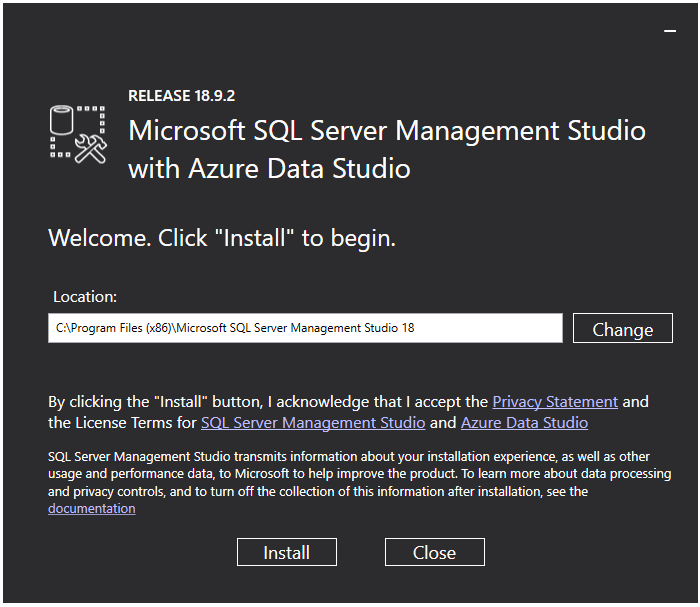 RELEASE 18.9.2
Microsoft SQL Server Management Studio
with Azure Data Studio
Welcome. Click "Install" to begin.
Location:
C:\Program Files (x86)\Microsoft SQL Server Management Studio 18
Change
By clicking the "Install" button, I acknowledge that I accept the Privacy Statement and
the License Terms for SQL Server Management Studio and Azure Data Studio
SQL Server Management Studio transmits information about your installation experience, as well as other
usage and performance data, to Microsoft to help improve the product. To learn more about data processing
and privacy controls, and to turn off the collection of this information after installation, see the
documentation
Install
Close